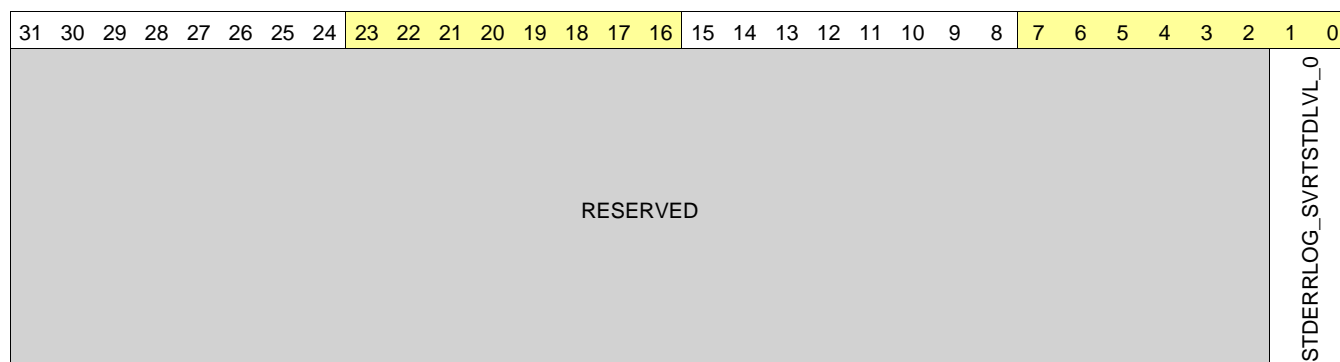 31 30 29 28 27 26 25 24 23 22 21 20 19 18 17 16 15 14 13 12 11 10 9 8 7 6 5 4 3 2 1 0
RESERVED
STDERRLOG_SVRTSTDLVL_0